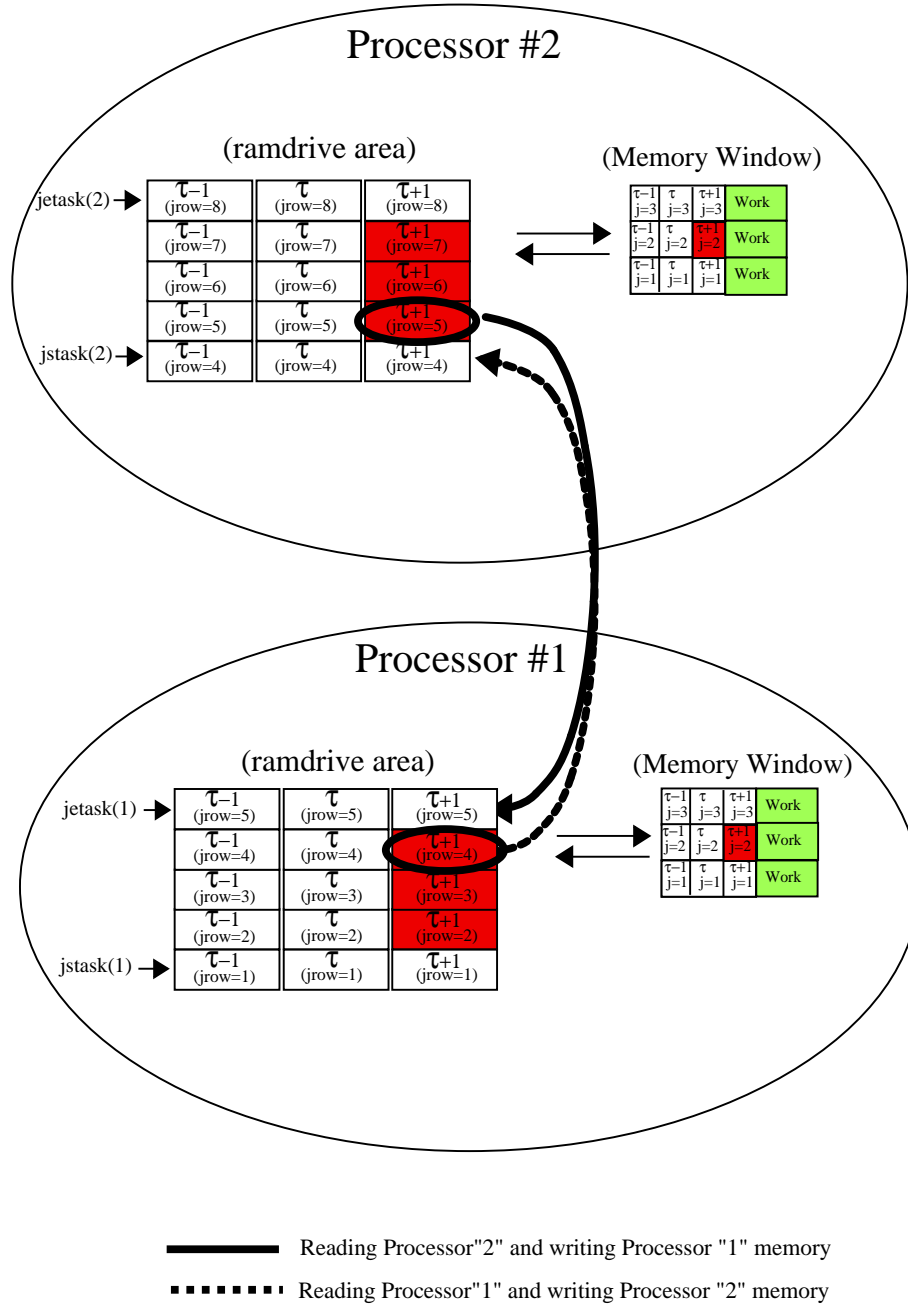 Processor #2
(ramdrive area)
(Memory Window)
jetask(2)
τ−1 τ τ+1
(jrow=8) (jrow=8) (jrow=8)
τ−1 τ τ+1
(jrow=7) (jrow=7) (jrow=7)
τ−1 τ τ+1
(jrow=6) (jrow=6) (jrow=6)
τ−1 τ τ+1
(jrow=5) (jrow=5) (jrow=5)
jstask(2)
τ−1 τ τ+1
(jrow=4) (jrow=4) (jrow=4)
τ−1 τ τ+1
j=3 j=3 j=3 Work
τ−1 τ τ+1
j=2 j=2 j=2 Work
τ−1 τ τ+1
j=1 j=1 j=1 Work
Processor #1
(ramdrive area)
(Memory Window)
jetask(1)
τ−1 τ τ+1
(jrow=5) (jrow=5) (jrow=5)
τ−1 τ τ+1
(jrow=4) (jrow=4) (jrow=4)
τ−1 τ τ+1
(jrow=3) (jrow=3) (jrow=3)
τ−1 τ τ+1
(jrow=2) (jrow=2) (jrow=2)
jstask(1)
τ−1 τ τ+1
(jrow=1) (jrow=1) (jrow=1)
τ−1 τ τ+1
j=3 j=3 j=3 Work
τ−1 τ τ+1
j=2 j=2 j=2 Work
τ−1 τ τ+1
j=1 j=1 j=1 Work
Reading Processor"2" and writing Processor "1" memory
Reading Processor"1" and writing Processor "2" memory